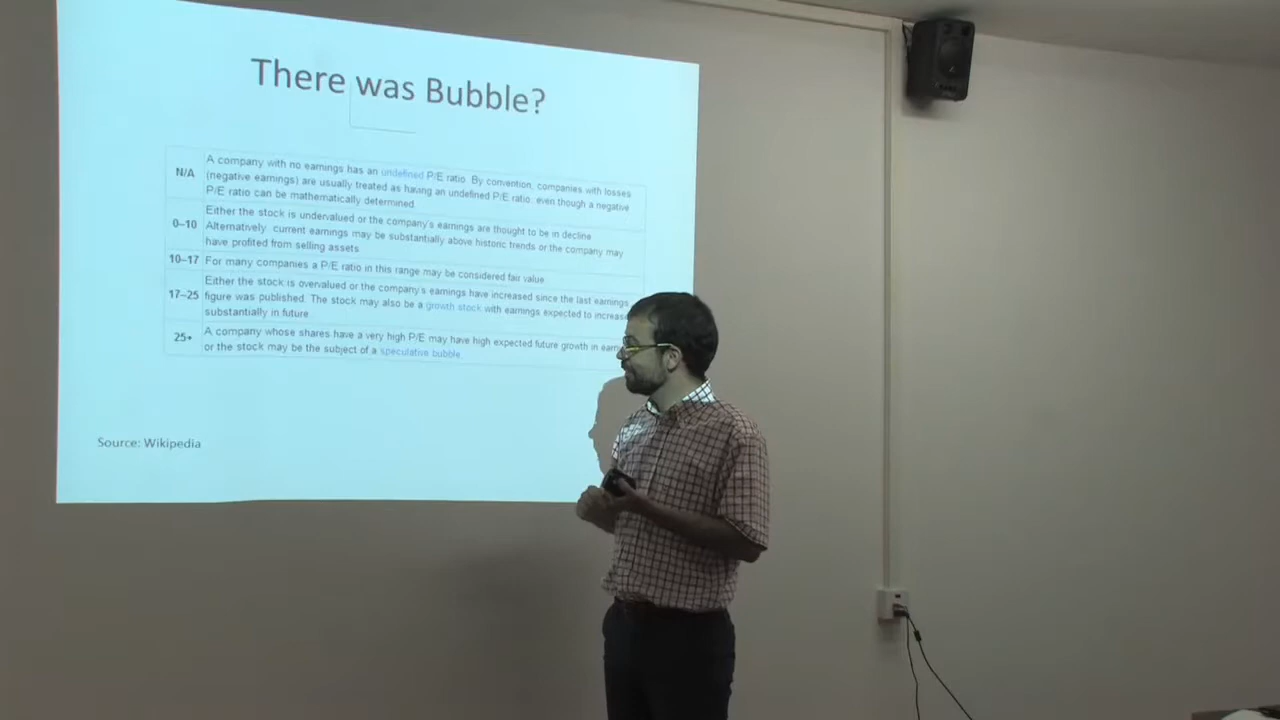 There was Bubble?
N/A
A company with no earnings has an undefined P/E ratio. By convention, companies with losses
(negative earnings) are usually treated as having an undefined P/E ratio, even though a negative
P/E ratio can be mathematically determined.
0–10
Either the stock is undervalued or the company's earnings are thought to be in decline
Alternatively, current earnings may be substantially above historic trends or the company may
have profited from selling assets
10–17
For many companies a P/E ratio in this range may be considered fair value.
17–25
Either the stock is overvalued or the company's earnings have increased since the last earnings
figure was published. The stock may also be a growth stock with earnings expected to increase
substantially in future
25+
A company whose shares have a very high P/E may have high expected future growth in
or the stock may be the subject of a speculative bubble.
Source: Wikipedia